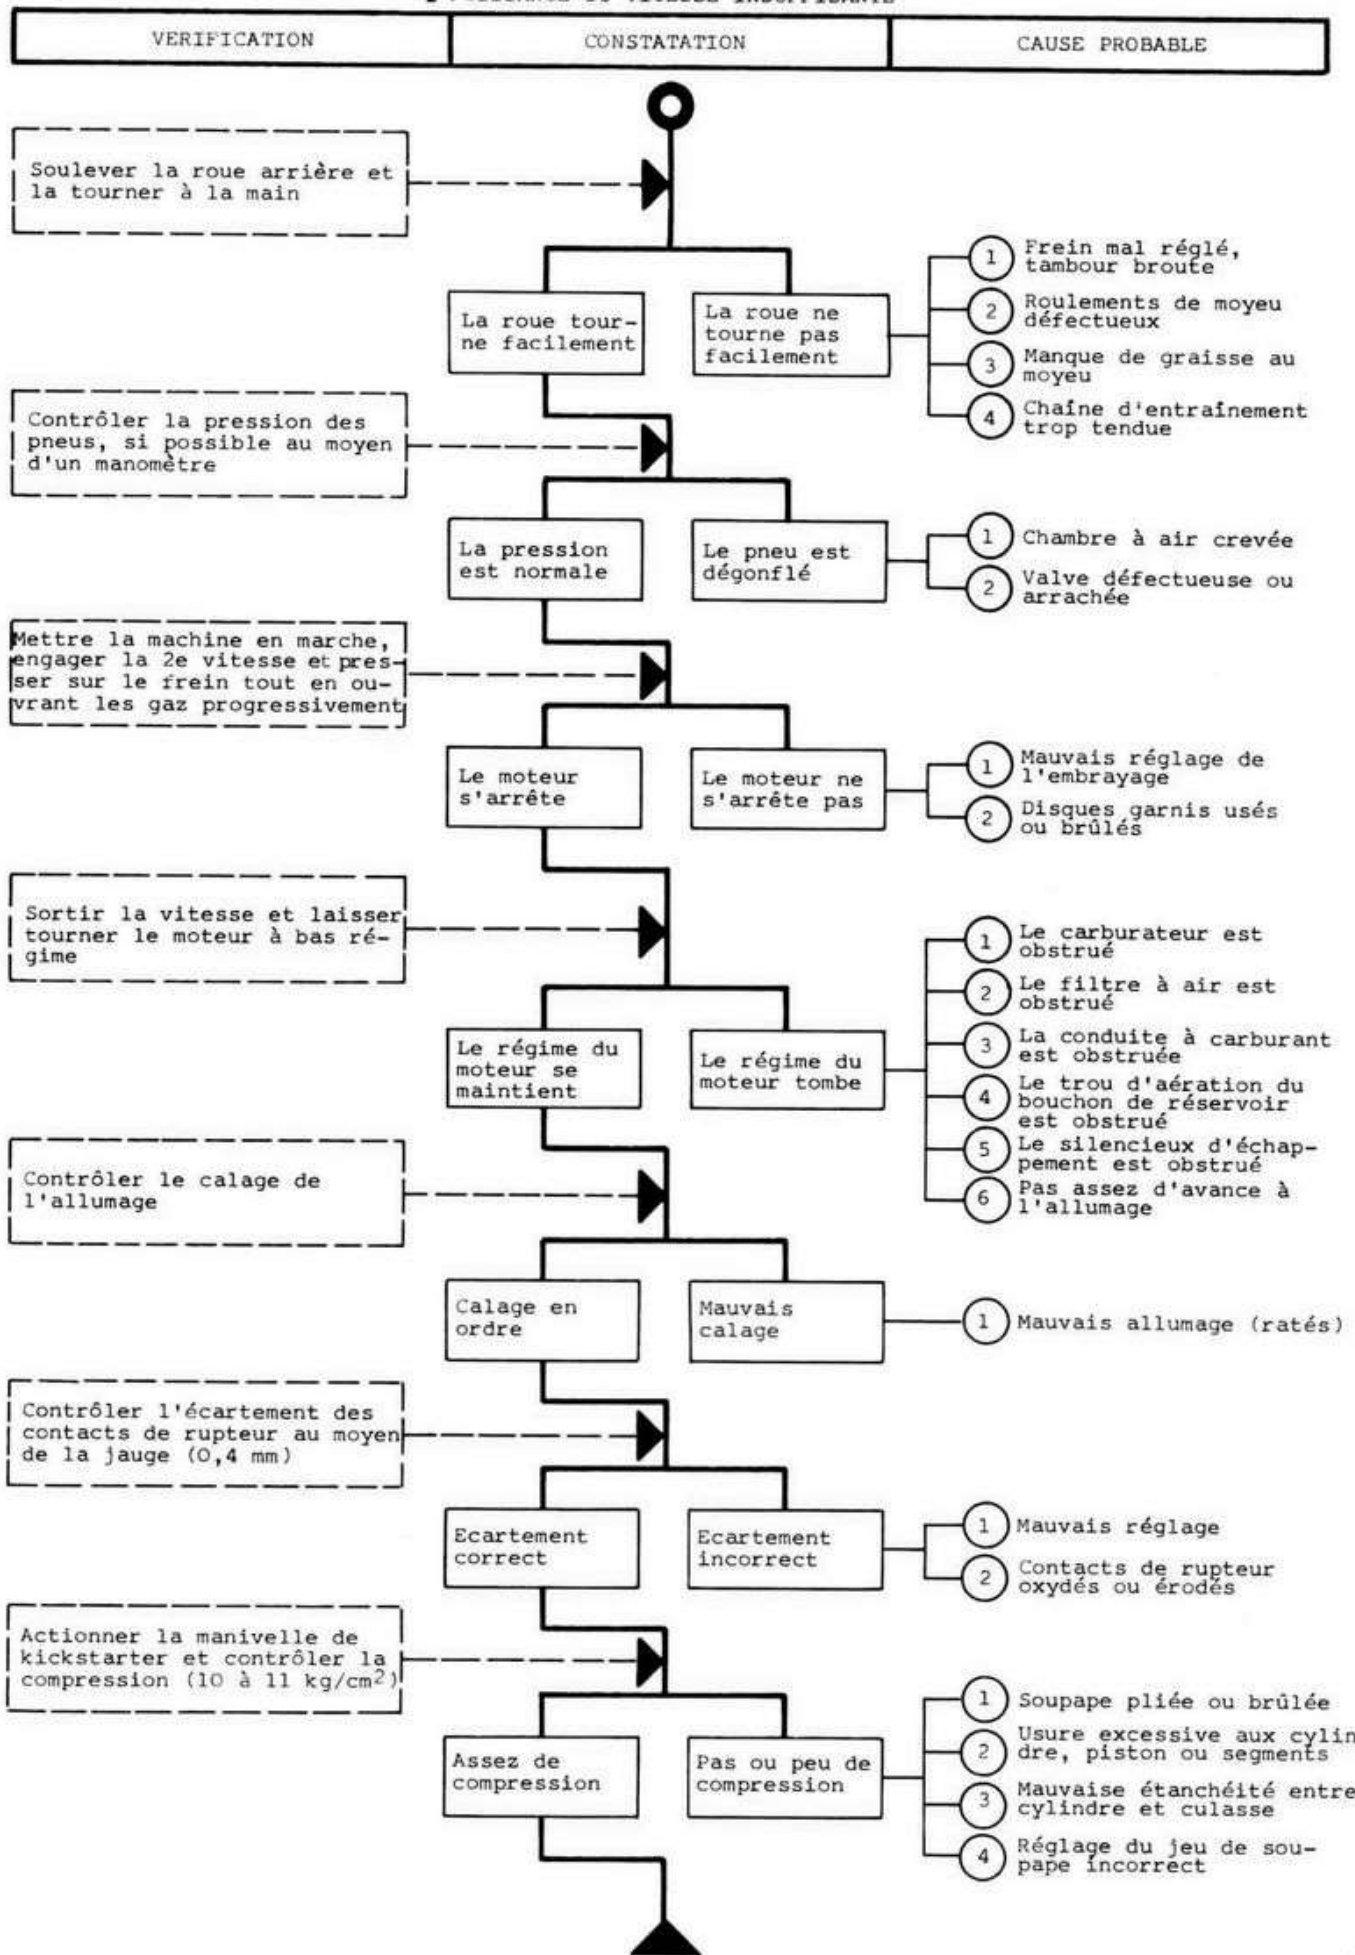 VERIFICATION
CONSTATATION
CAUSE PROBABLE
Soulever la roue arrière et
la tourner à la main
La roue tour-
ne facilement
La roue ne
tourne pas
facilement
1 Frein mal réglé,
tambour broute
2 Roulements de moyeu
défectueux
3 Manque de graisse au
moyeu
4 Chaîne d'entraînement
trop tendue
Contrôler la pression des
pneus, si possible au moyen
d'un manomètre
La pression
est normale
Le pneu est
dégonflé
1 Chambre à air crevée
2 Valve défectueuse ou
arrachée
Mettre la machine en marche,
engager la 2e vitesse et pres-
ser sur le frein tout en ou-
vrant les gaz progressivement
Le moteur
s'arrête
Le moteur ne
s'arrête pas
1 Mauvais réglage de
l'embrayage
2 Disques garnis usés
ou brûlés
Sortir la vitesse et laisser
tourner le moteur à bas ré-
gime
Le régime du
moteur se
maintient
Le régime du
moteur tombe
1 Le carburateur est
obstrué
2 Le filtre à air est
obstrué
3 La conduite à carburant
est obstruée
4 Le trou d'aération du
bouchon de réservoir
est obstrué
5 Le silencieux d'échap-
pement est obstrué
6 Pas assez d'avance à
l'allumage
Contrôler le calage de
l'allumage
Calage en
ordre
Mauvais
calage
1 Mauvais allumage (ratés)
Contrôler l'écartement des
contacts de rupteur au moyen
de la jauge (0,4 mm)
Ecartement
correct
Ecartement
incorrect
1 Mauvais réglage
2 Contacts de rupteur
oxydés ou érodés
Actionner la manivelle de
kickstarter et contrôler la
compression (10 à 11 kg/cm²)
Assez de
compression
Pas ou peu de
compression
1 Soupape pliée ou brûlée
2 Usure excessive aux cylin
dre, piston ou segments
3 Mauvaise étanchéité entre
cylindre et culasse
4 Réglage du jeu de sou-
pape incorrect